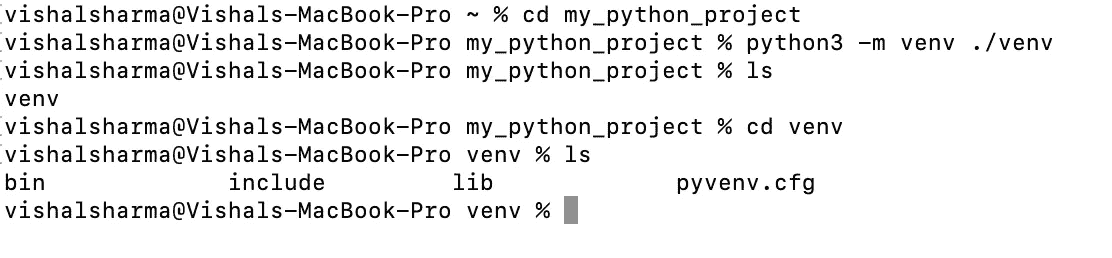 [vishalsharma@Vishals-MacBook-Pro ~ % cd my_python_project
[vishalsharma@Vishals-MacBook-Pro my_python_project % python3 -m venv ./venv
[vishalsharma@Vishals-MacBook-Pro my_python_project % ls
venv
[vishalsharma@Vishals-MacBook-Pro my_python_project % cd venv
[vishalsharma@Vishals-MacBook-Pro venv % ls
bin include lib pyvenv.cfg
vishalsharma@Vishals-MacBook-Pro venv %